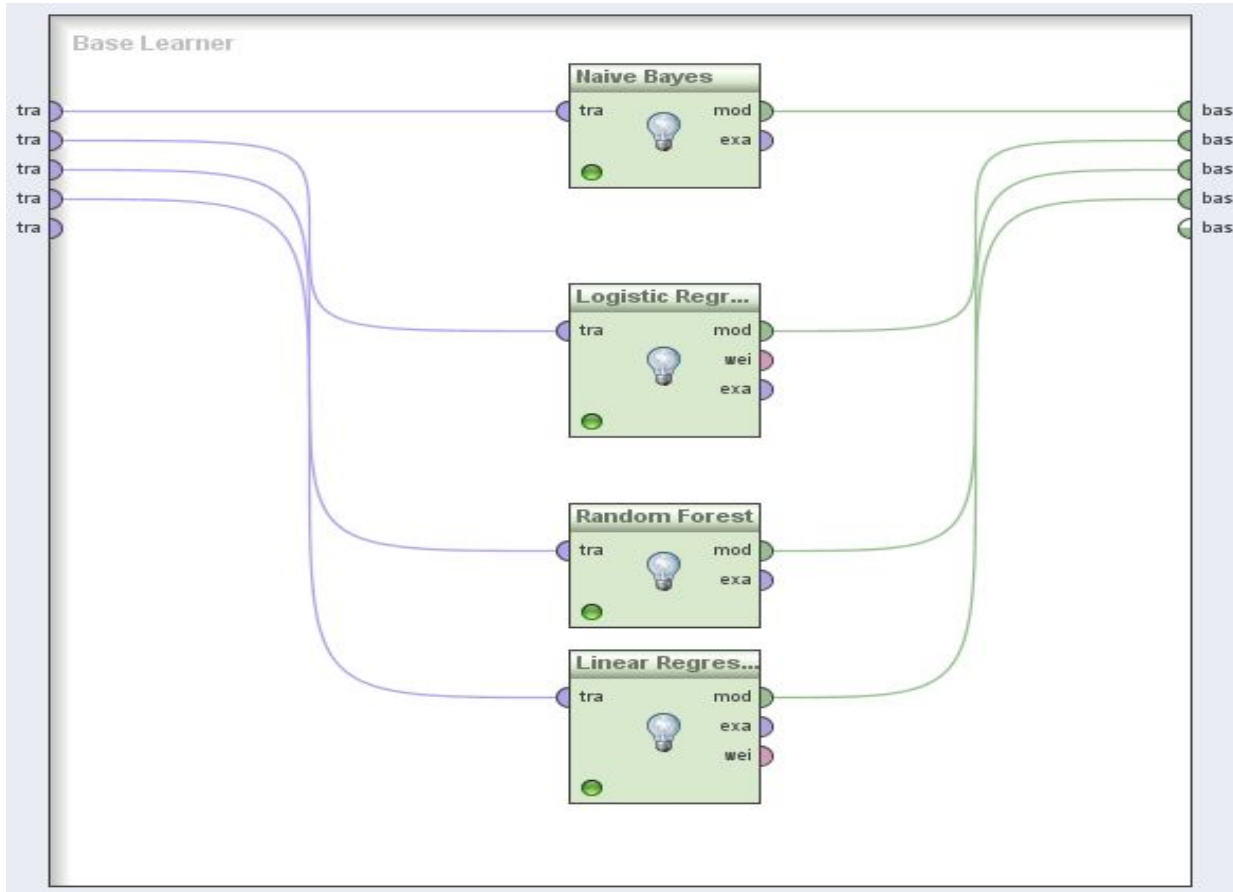 Base Learner
Naive Bayes
tra tra mod bas
tra exa bas
tra bas
tra bas
tra bas
Logistic Regr...
tra mod
wei
exa
Random Forest
tra mod
exa
Linear Regres...
tra mod
exa
wei